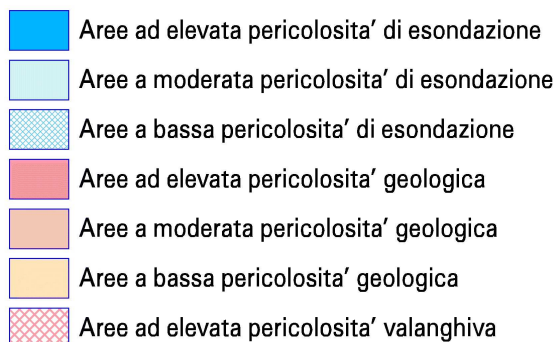 Aree ad elevata pericolosita' di esondazione
Aree a moderata pericolosita' di esondazione
Aree a bassa pericolosita' di esondazione
Aree ad elevata pericolosita' geologica
Aree a moderata pericolosita' geologica
Aree a bassa pericolosita' geologica
Aree ad elevata pericolosita' valanghiva